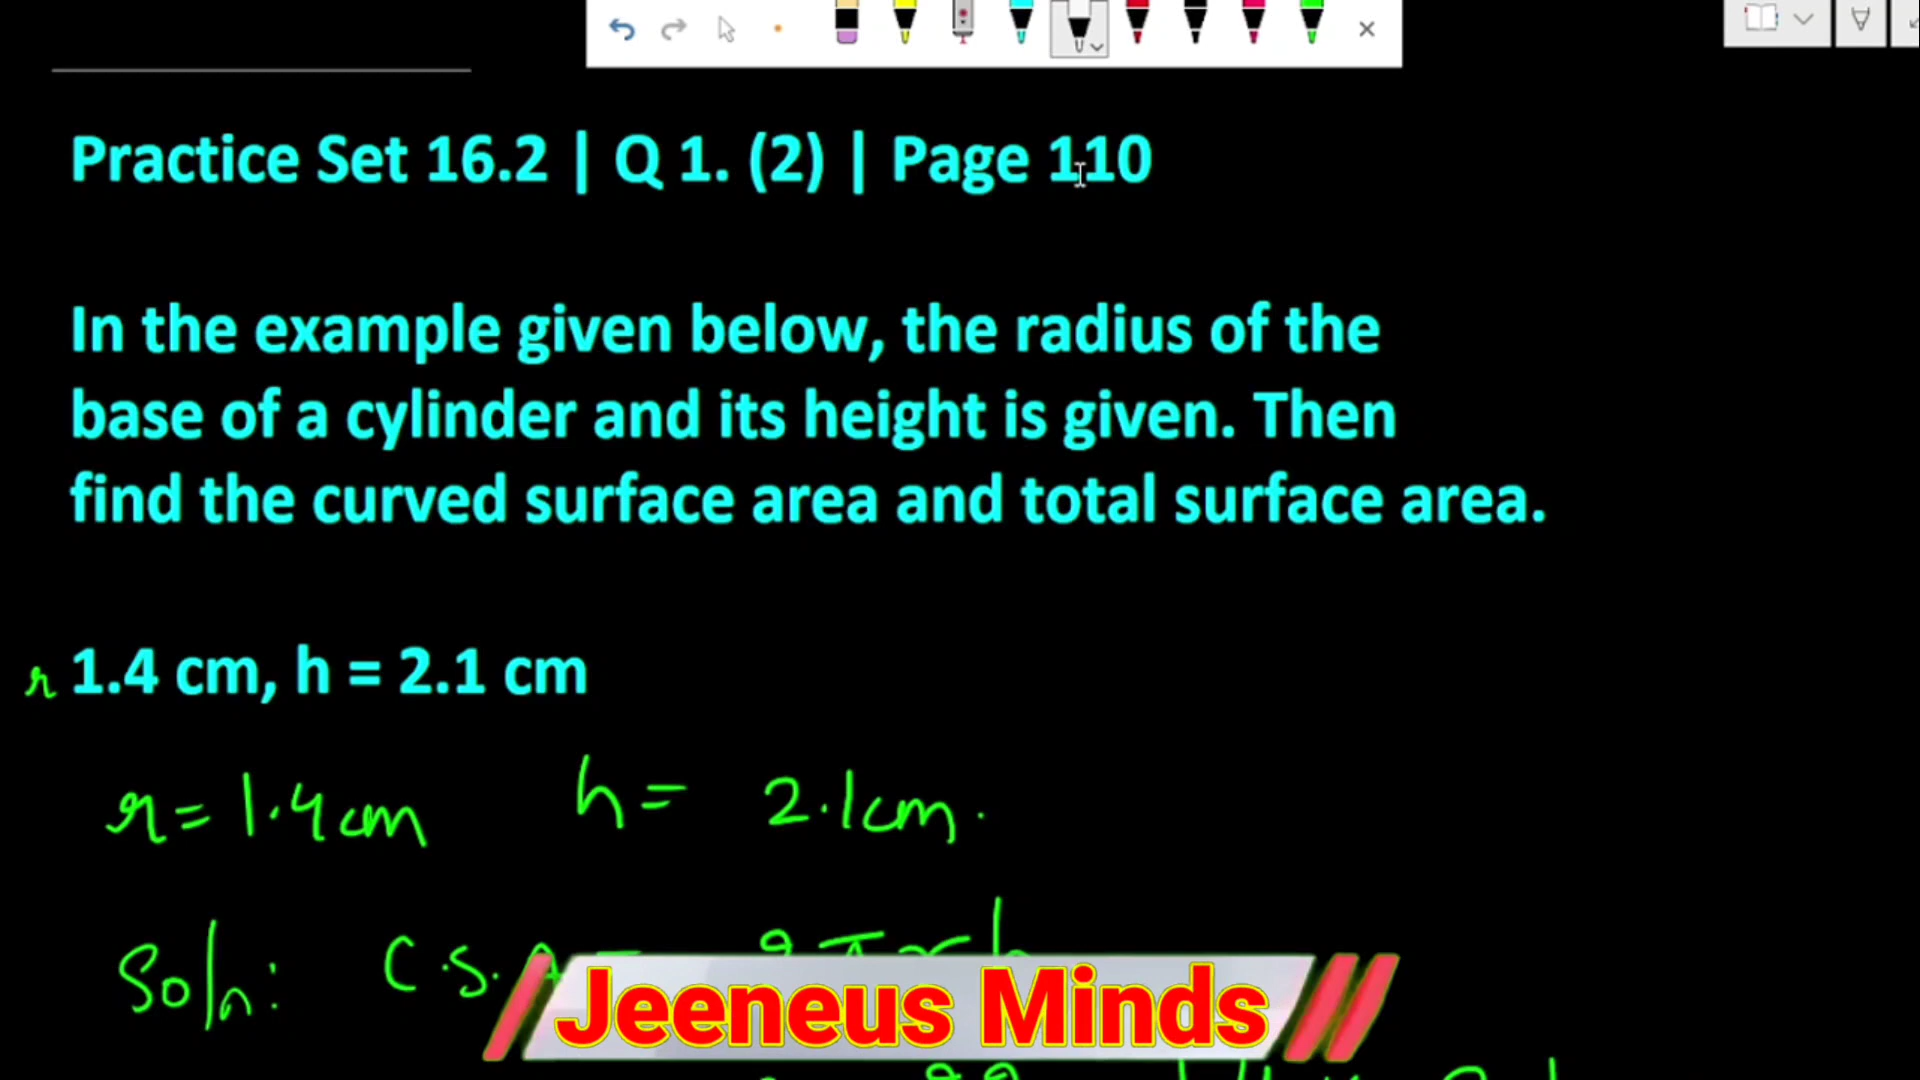 Practice Set 16.2 | Q 1. (2) | Page 110
In the example given below, the radius of the
base of a cylinder and its height is given. Then
find the curved surface area and total surface area.
r 1.4 cm, h = 2.1 cm
r = 1.4 cm h = 2.1 cm.
Soln: C.S.A = 2πrh
Jeeneus Minds